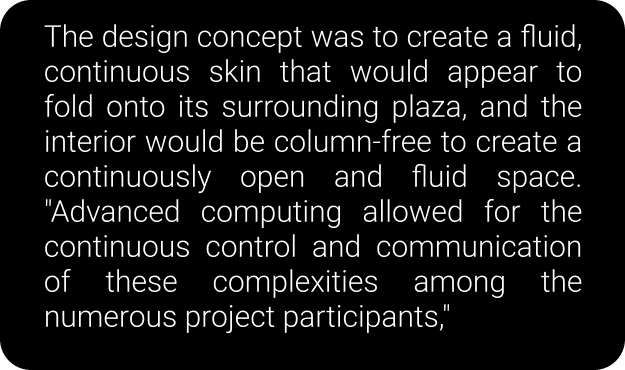 The design concept was to create a fluid,
continuous skin that would appear to
fold onto its surrounding plaza, and the
interior would be column-free to create a
continuously open and fluid space.
"Advanced computing allowed for the
continuous control and communication
of these complexities among the
numerous project participants,"